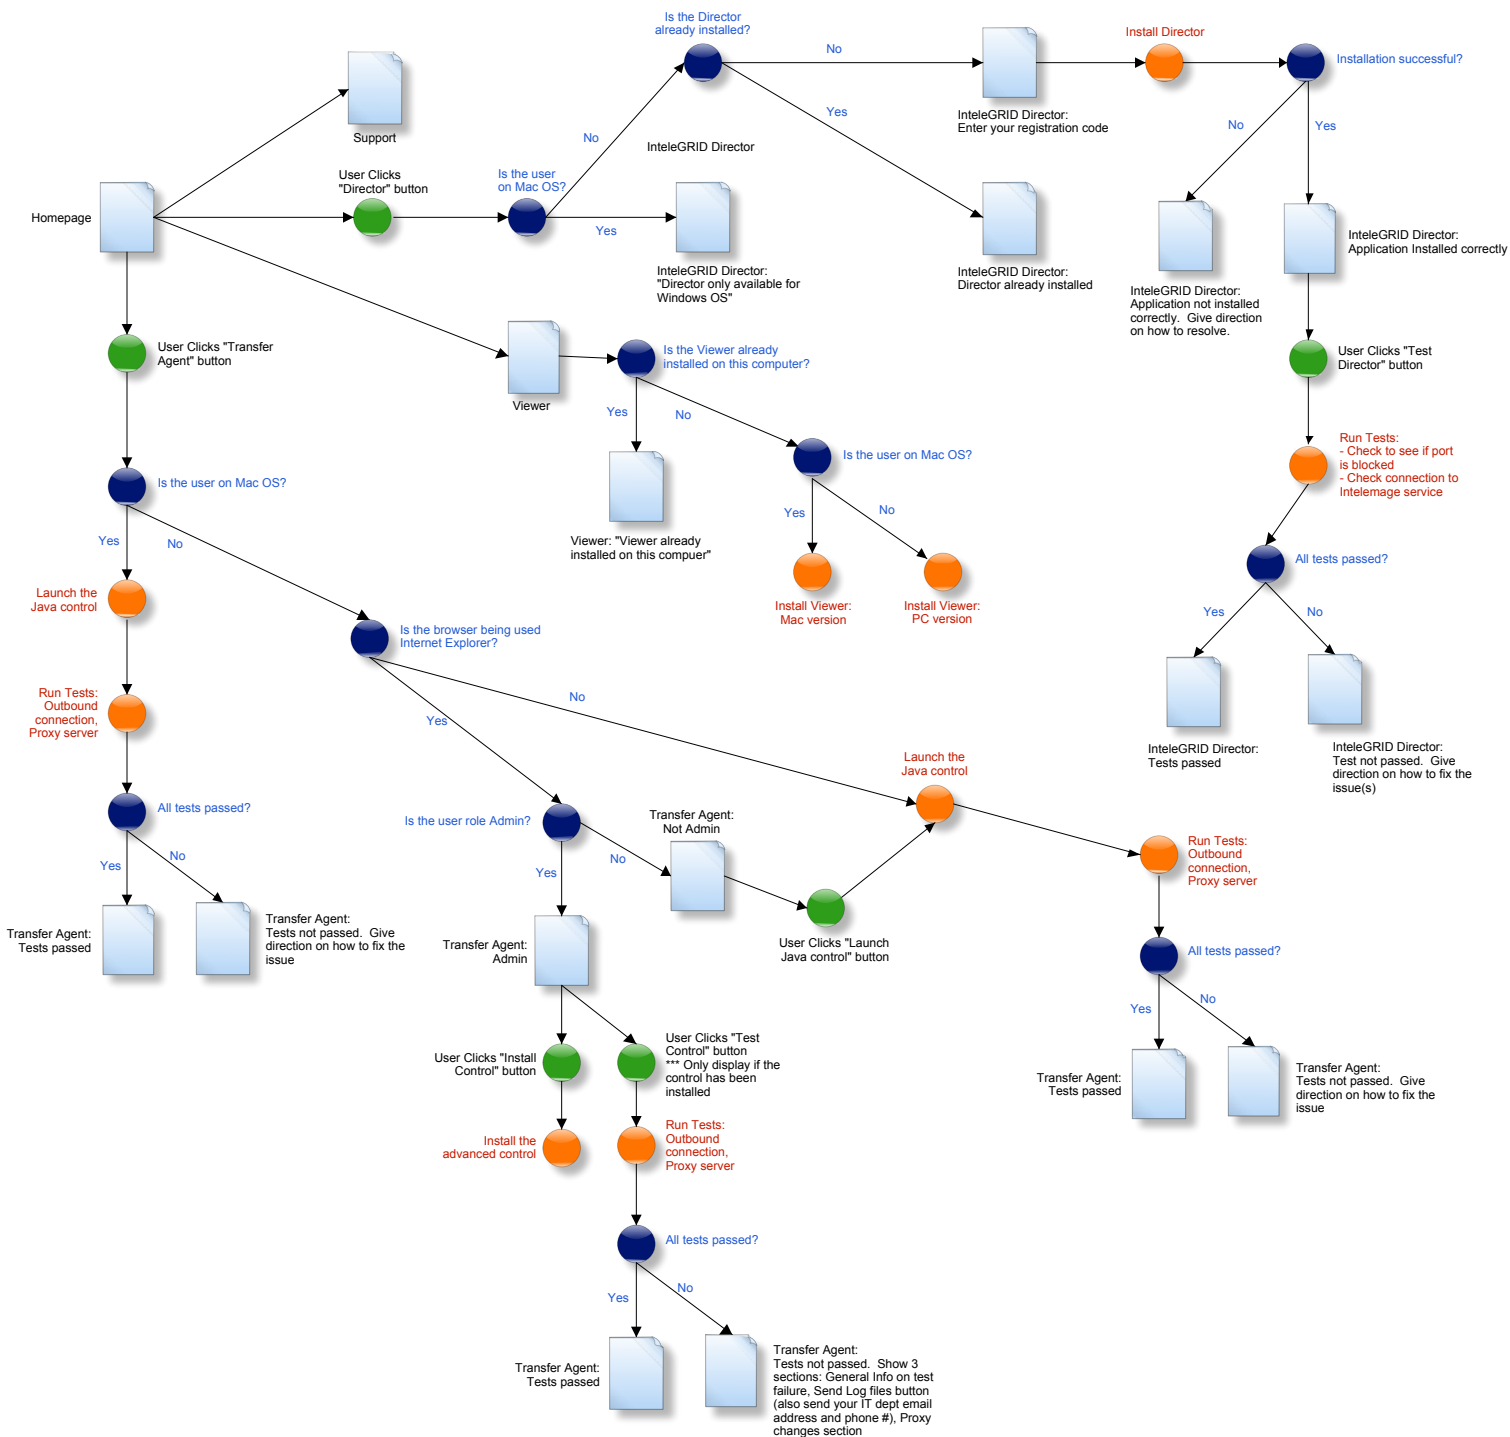 Is the Director
already installed?
No
Install Director
Installation successful?
Support
Yes
InteleGRID Director:
Enter your registration code
No
InteleGRID Director
No
Yes
User Clicks
"Director" button
Is the user
on Mac OS?
Homepage
Yes
InteleGRID Director:
"Director only available for
Windows OS"
InteleGRID Director:
Director already installed
InteleGRID Director:
Application Installed correctly
InteleGRID Director:
Application not installed
correctly.  Give direction
on how to resolve.
User Clicks "Transfer
Agent" button
Is the Viewer already
installed on this computer?
User Clicks "Test
Director" button
Viewer
Yes
No
Run Tests:
- Check to see if port
is blocked
- Check connection to
Intelemage service
Is the user on Mac OS?
Is the user on Mac OS?
Yes
No
Yes
No
Viewer: "Viewer already
installed on this compuer"
All tests passed?
Launch the
Java control
Install Viewer:
Mac version
Install Viewer:
PC version
Yes
No
Is the browser being used
Internet Explorer?
Run Tests:
Outbound
connection,
Proxy server
No
Yes
InteleGRID Director:
Tests passed
InteleGRID Director:
Test not passed.  Give
direction on how to fix the
issue(s)
Launch the
Java control
All tests passed?
Is the user role Admin?
Transfer Agent:
Not Admin
Run Tests:
Outbound
connection,
Proxy server
Yes
No
No
Yes
Transfer Agent:
Tests passed
Transfer Agent:
Tests not passed.  Give
direction on how to fix the
issue
Transfer Agent:
Admin
User Clicks "Launch
Java control" button
All tests passed?
Yes
No
User Clicks "Install
Control" button
User Clicks "Test
Control" button
*** Only display if the
control has been
installed
Transfer Agent:
Tests passed
Transfer Agent:
Tests not passed.  Give
direction on how to fix the
issue
Install the
advanced control
Run Tests:
Outbound
connection,
Proxy server
All tests passed?
Yes
No
Transfer Agent:
Tests passed
Transfer Agent:
Tests not passed.  Show 3
sections: General Info on test
failure, Send Log files button
(also send your IT dept email
address and phone #), Proxy
changes section